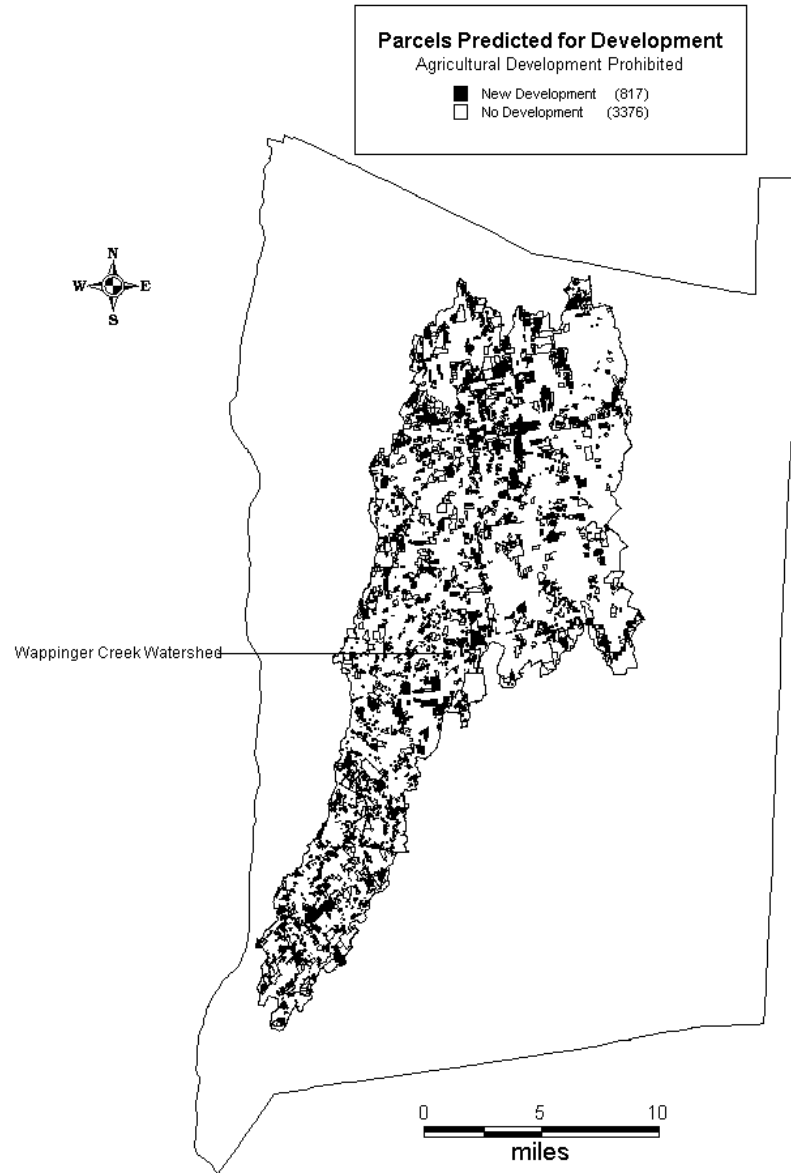 Parcels Predicted for Development
Agricultural Development Prohibited
New Development (817)
No Development (3376)
N
W E
S
Wappinger Creek Watershed
0 5 10
miles